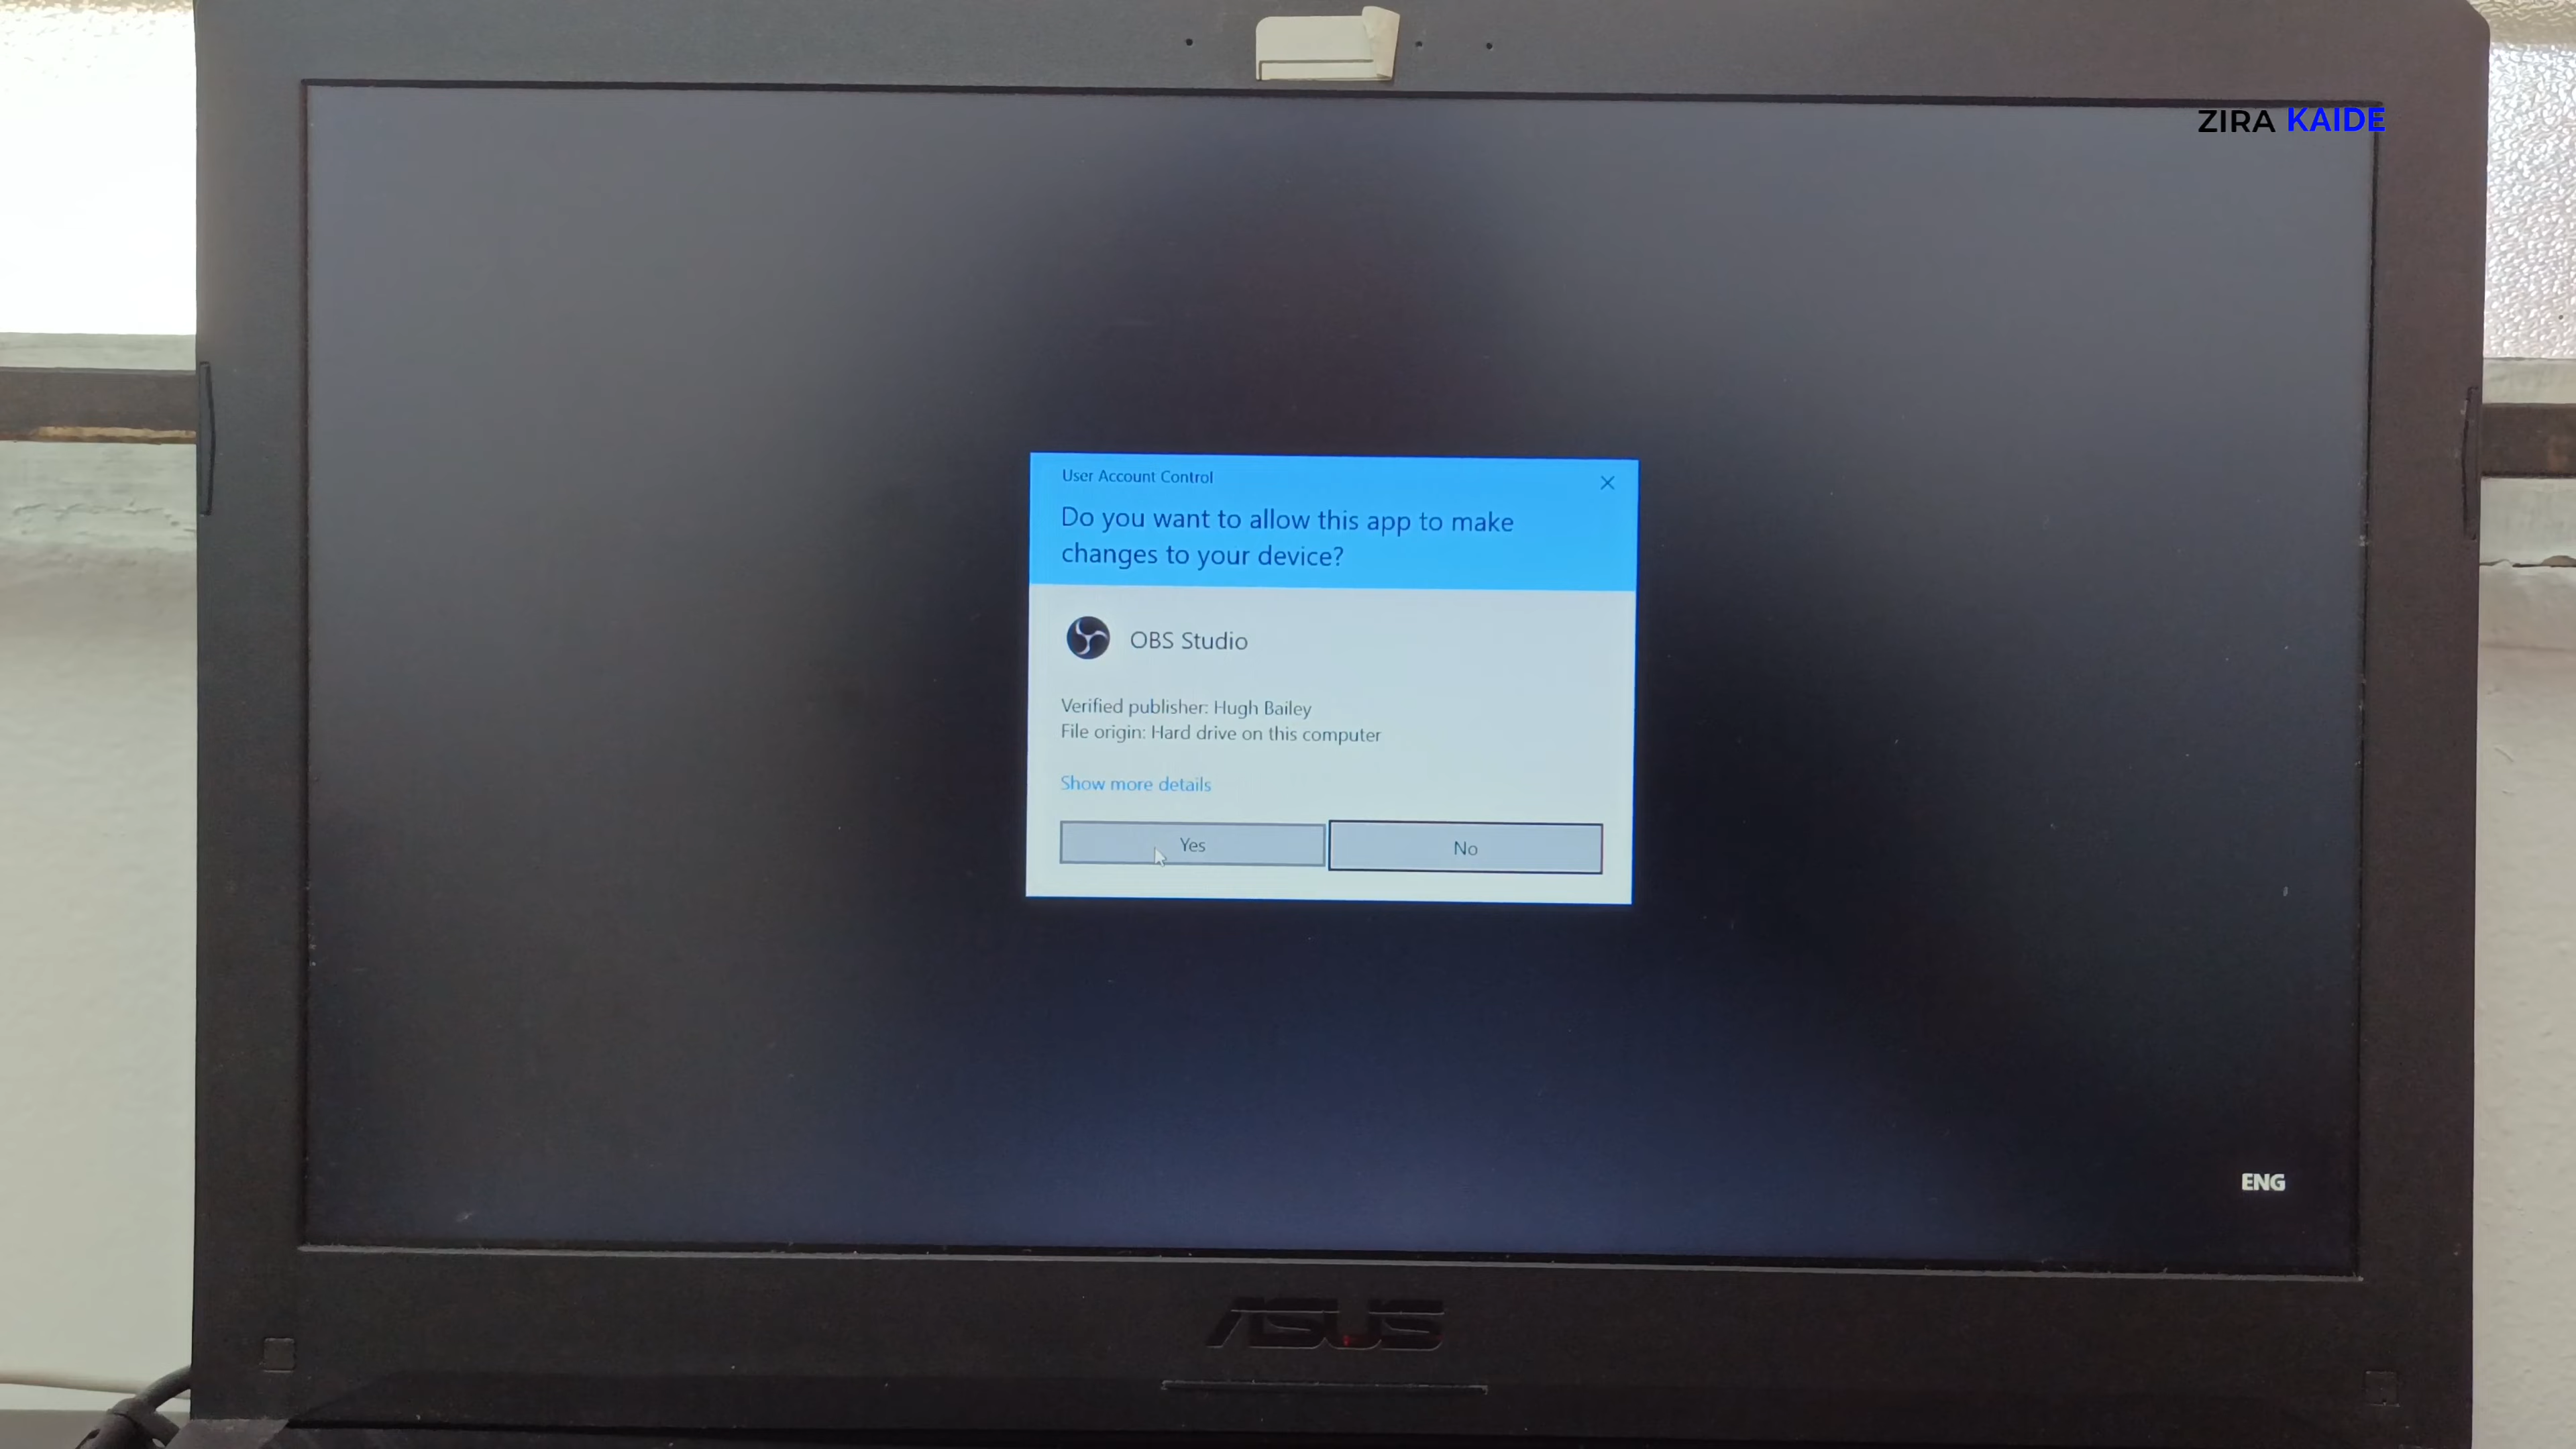 ZIRA KAIDE
User Account Control
Do you want to allow this app to make
changes to your device?
OBS Studio
Verified publisher: Hugh Bailey
File origin: Hard drive on this computer
Show more details
Yes
No
ENG
ASUS